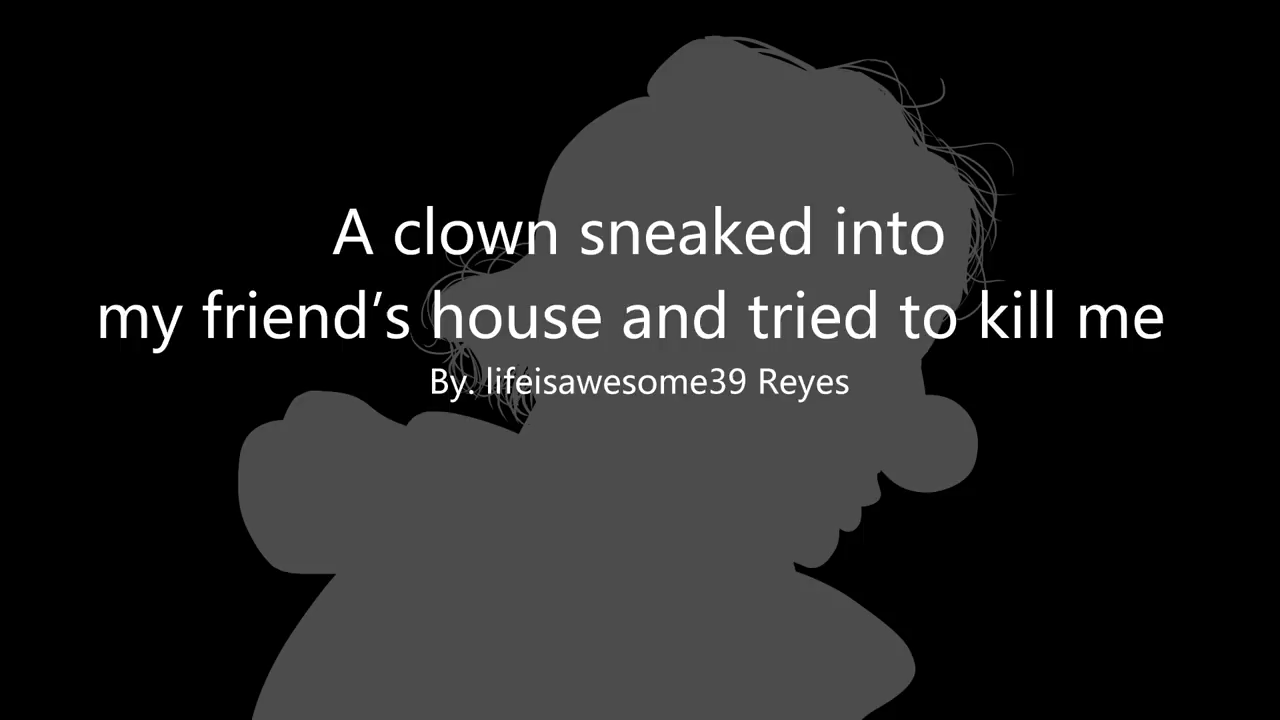 A clown sneaked into
my friend’s house and tried to kill me
By. lifeisawesome39 Reyes